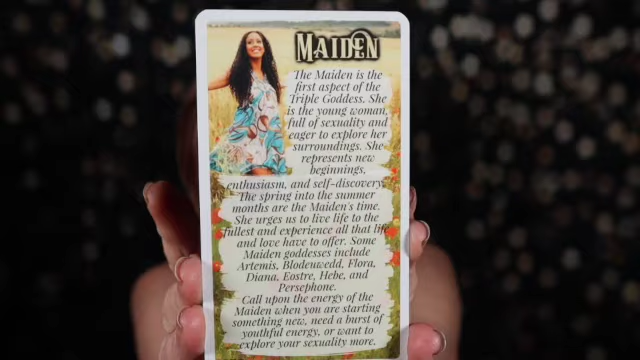 MAIDEN
The Maiden is the
first aspect of the
Triple Goddess. She
is the young woman,
full of sexuality and
eager to explore her
surroundings. She
represents new
beginnings,
enthusiasm, and self-discovery.
The spring into the summer
months are the Maiden's time.
She urges us to live life to the
fullest and experience all that life
and love have to offer. Some
Maiden goddesses include
Artemis, Blodeuwedd, Flora,
Diana, Eostre, Hebe, and
Persephone.
Call upon the energy of the
Maiden when you are starting
something new, need a burst of
youthful energy, or want to
explore your sexuality more.